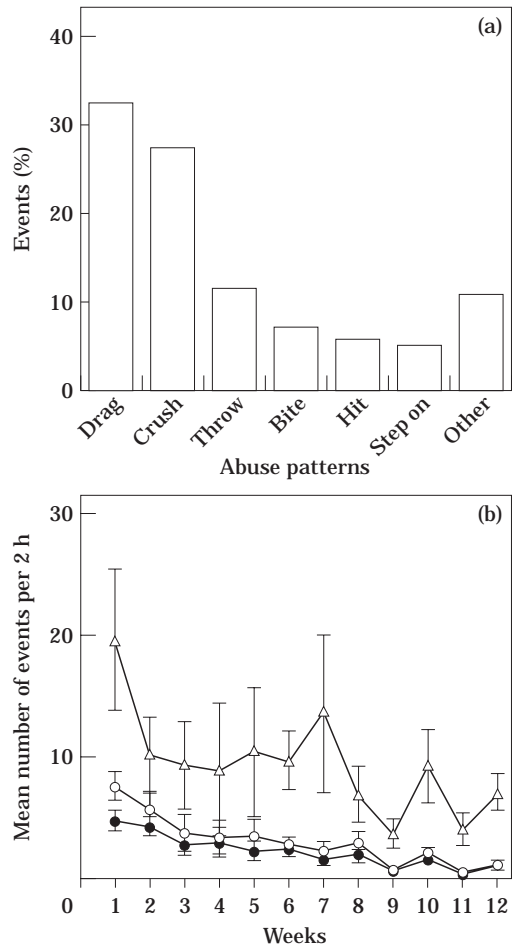 (a)
40
30
20
10
0
Events (%)
Drag
Crush
Throw
Bite
Hit
Step on
Other
Abuse patterns
(b)
30
20
10
0
Mean number of events per 2 h
1 2 3 4 5 6 7 8 9 10 11 12
Weeks